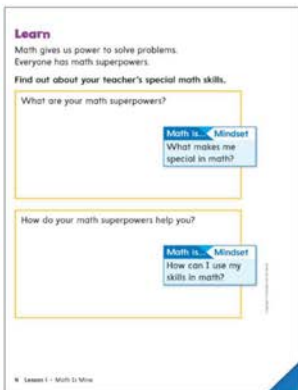 Learn
Math gives us power to solve problems.
Everyone has math superpowers.
Find out about your teacher's special math skills.
What are your math superpowers?
Math is... Mindset
What makes me
special in math?
How do your math superpowers help you?
Math is... Mindset
How can I use my
skills in math?
Lesson 1 • Math Is Mine